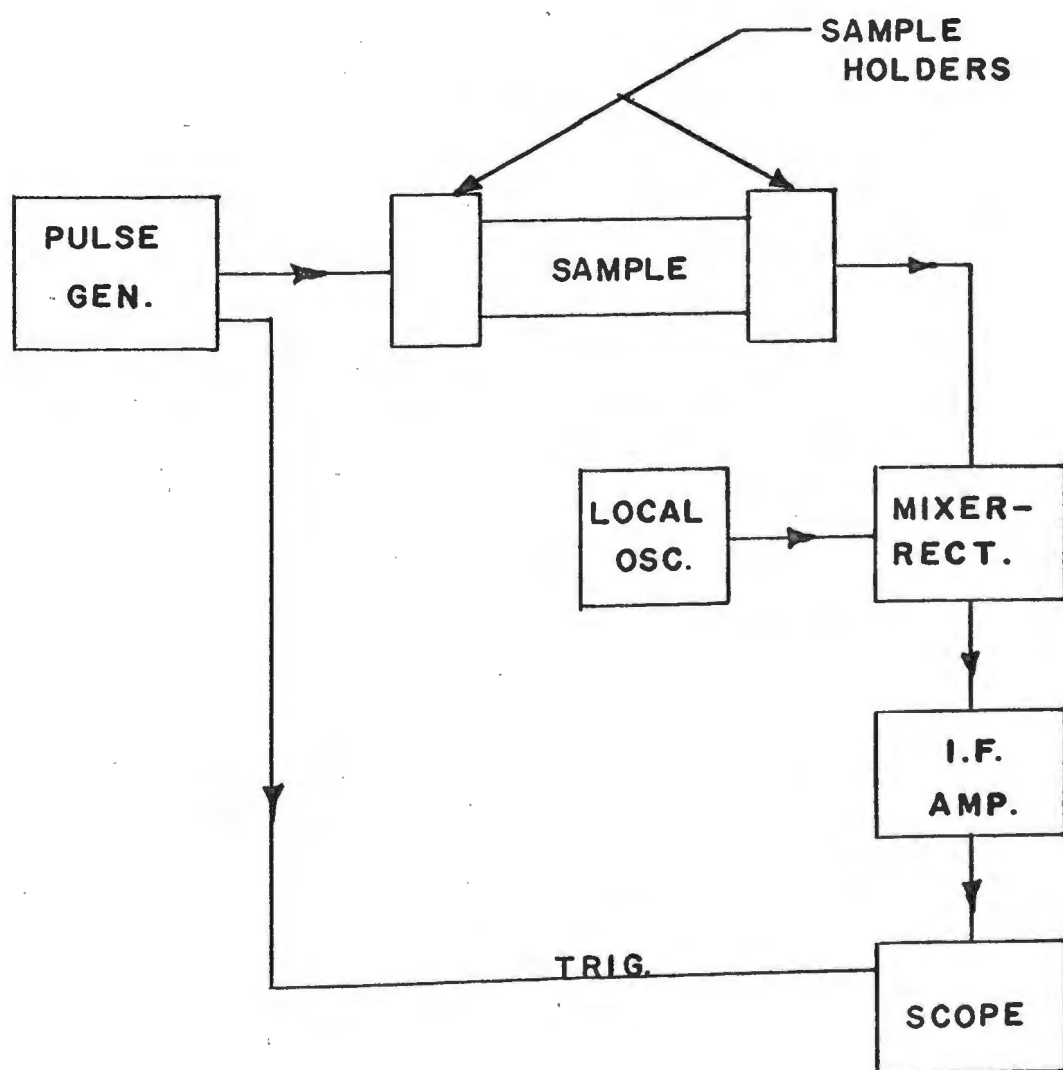 SAMPLE
HOLDERS
PULSE
GEN.
SAMPLE
LOCAL
OSC.
MIXER-
RECT.
I.F.
AMP.
TRIG.
SCOPE